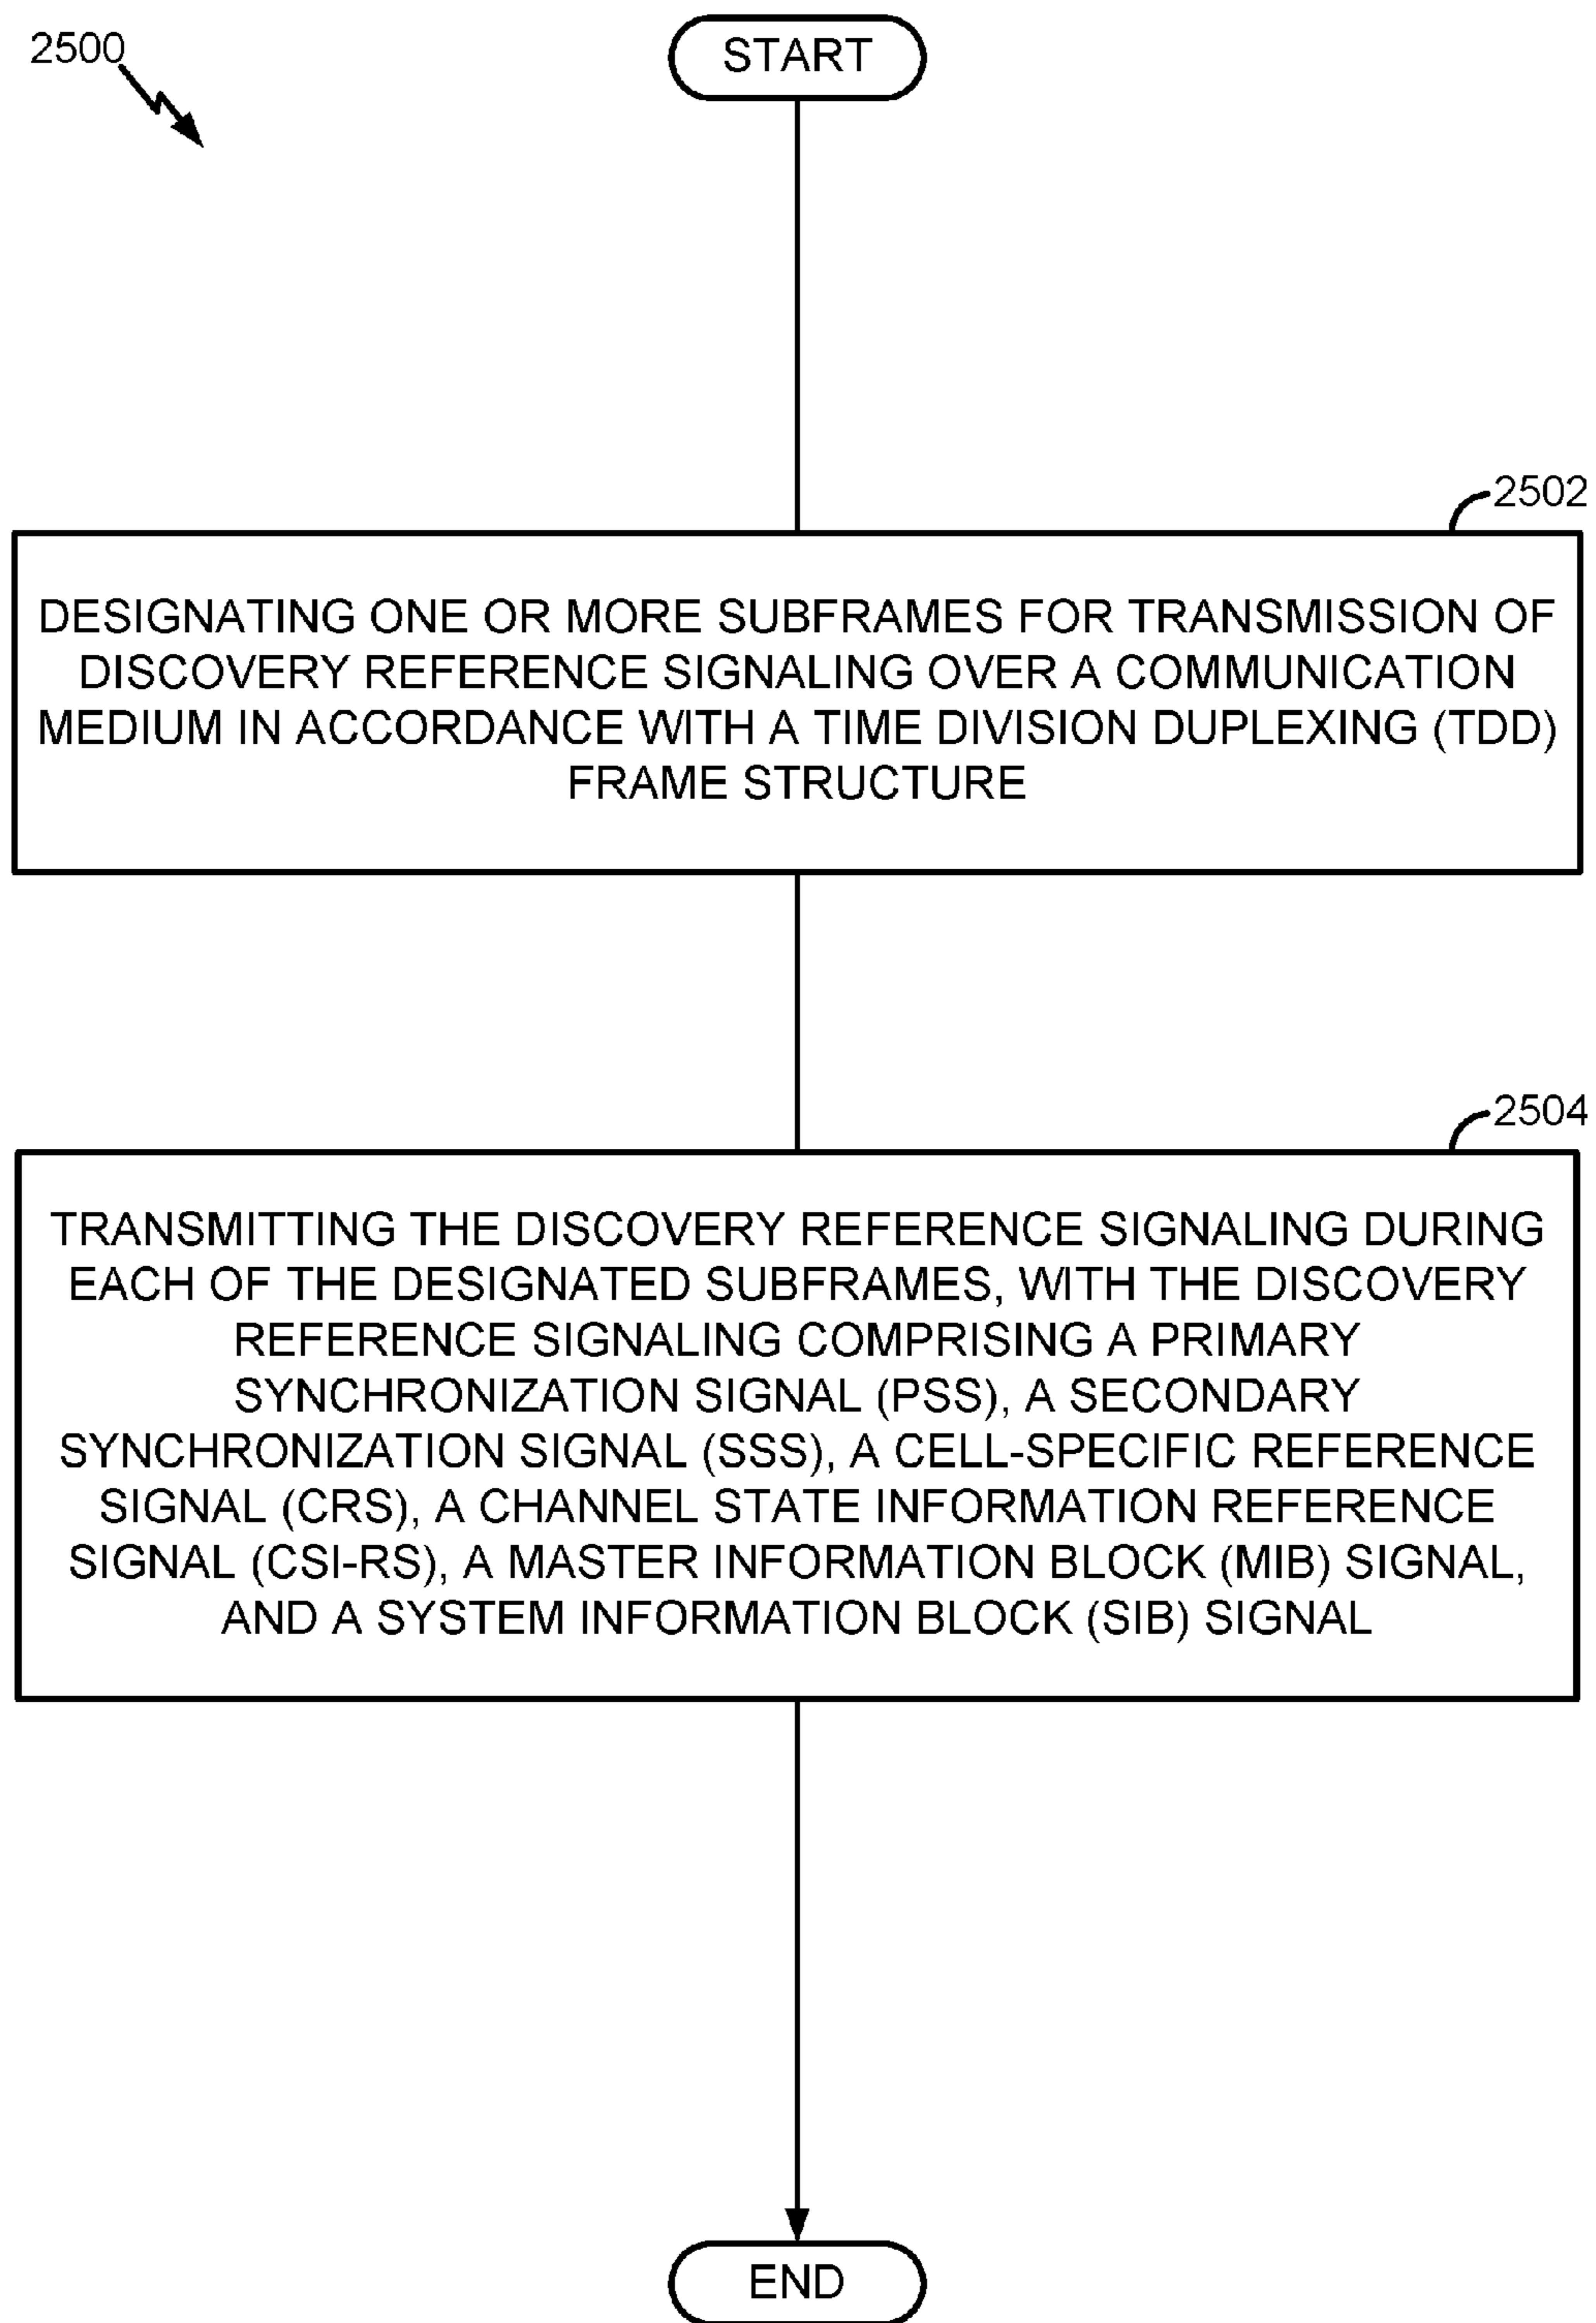 2500
START
2502
DESIGNATING ONE OR MORE SUBFRAMES FOR TRANSMISSION OF
DISCOVERY REFERENCE SIGNALING OVER A COMMUNICATION
MEDIUM IN ACCORDANCE WITH A TIME DIVISION DUPLEXING (TDD)
FRAME STRUCTURE
2504
TRANSMITTING THE DISCOVERY REFERENCE SIGNALING DURING
EACH OF THE DESIGNATED SUBFRAMES, WITH THE DISCOVERY
REFERENCE SIGNALING COMPRISING A PRIMARY
SYNCHRONIZATION SIGNAL (PSS), A SECONDARY
SYNCHRONIZATION SIGNAL (SSS), A CELL-SPECIFIC REFERENCE
SIGNAL (CRS), A CHANNEL STATE INFORMATION REFERENCE
SIGNAL (CSI-RS), A MASTER INFORMATION BLOCK (MIB) SIGNAL,
AND A SYSTEM INFORMATION BLOCK (SIB) SIGNAL
END